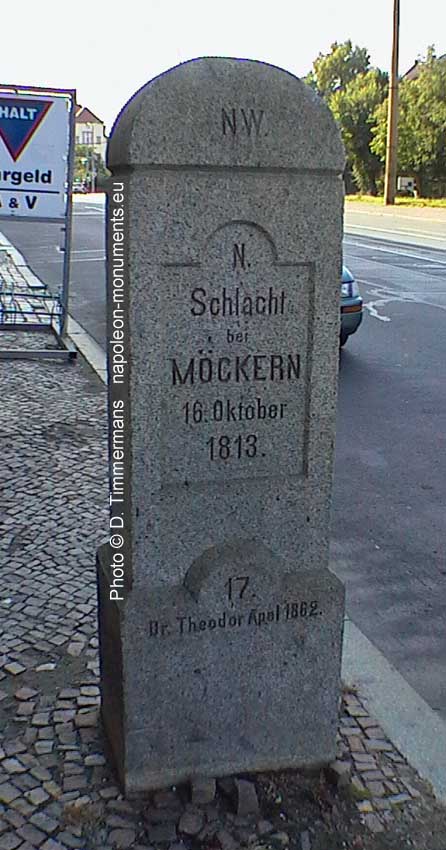 HALT
rgeld
& V
NW.
N.
Schlacht
bei
MÖCKERN
16. Oktober
1813.
17.
Dr. Theodor Apel 1862.
Photo © D. Timmermans napoleon-monuments.eu